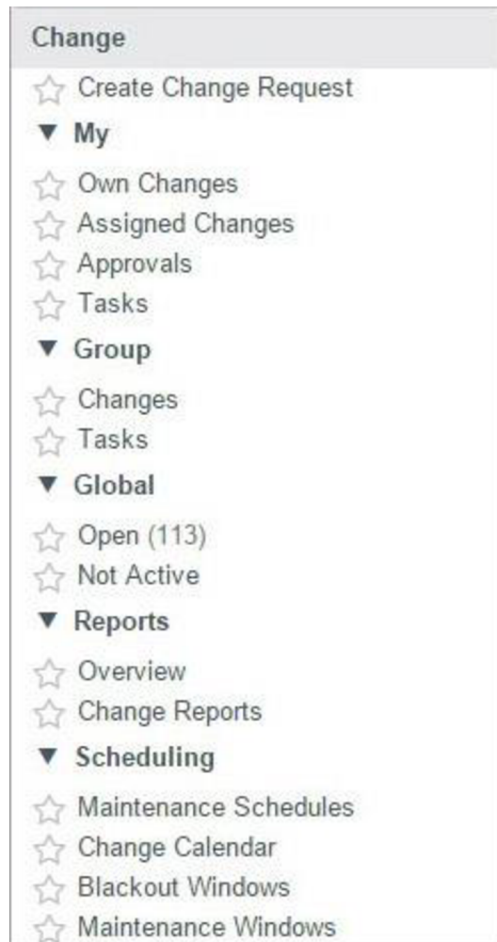 Change
Create Change Request
My
Own Changes
Assigned Changes
Approvals
Tasks
Group
Changes
Tasks
Global
Open (113)
Not Active
Reports
Overview
Change Reports
Scheduling
Maintenance Schedules
Change Calendar
Blackout Windows
Maintenance Windows